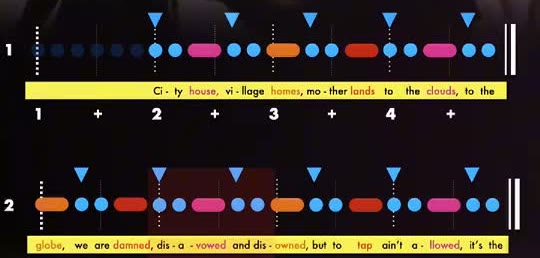 1
Ci - ty house, vi - llage homes, mo - ther lands to the clouds, to the
1 + 2 + 3 + 4 +
2
globe, we are damned, dis - a - vowed and dis - owned, but to tap ain't a - llowed, it's the